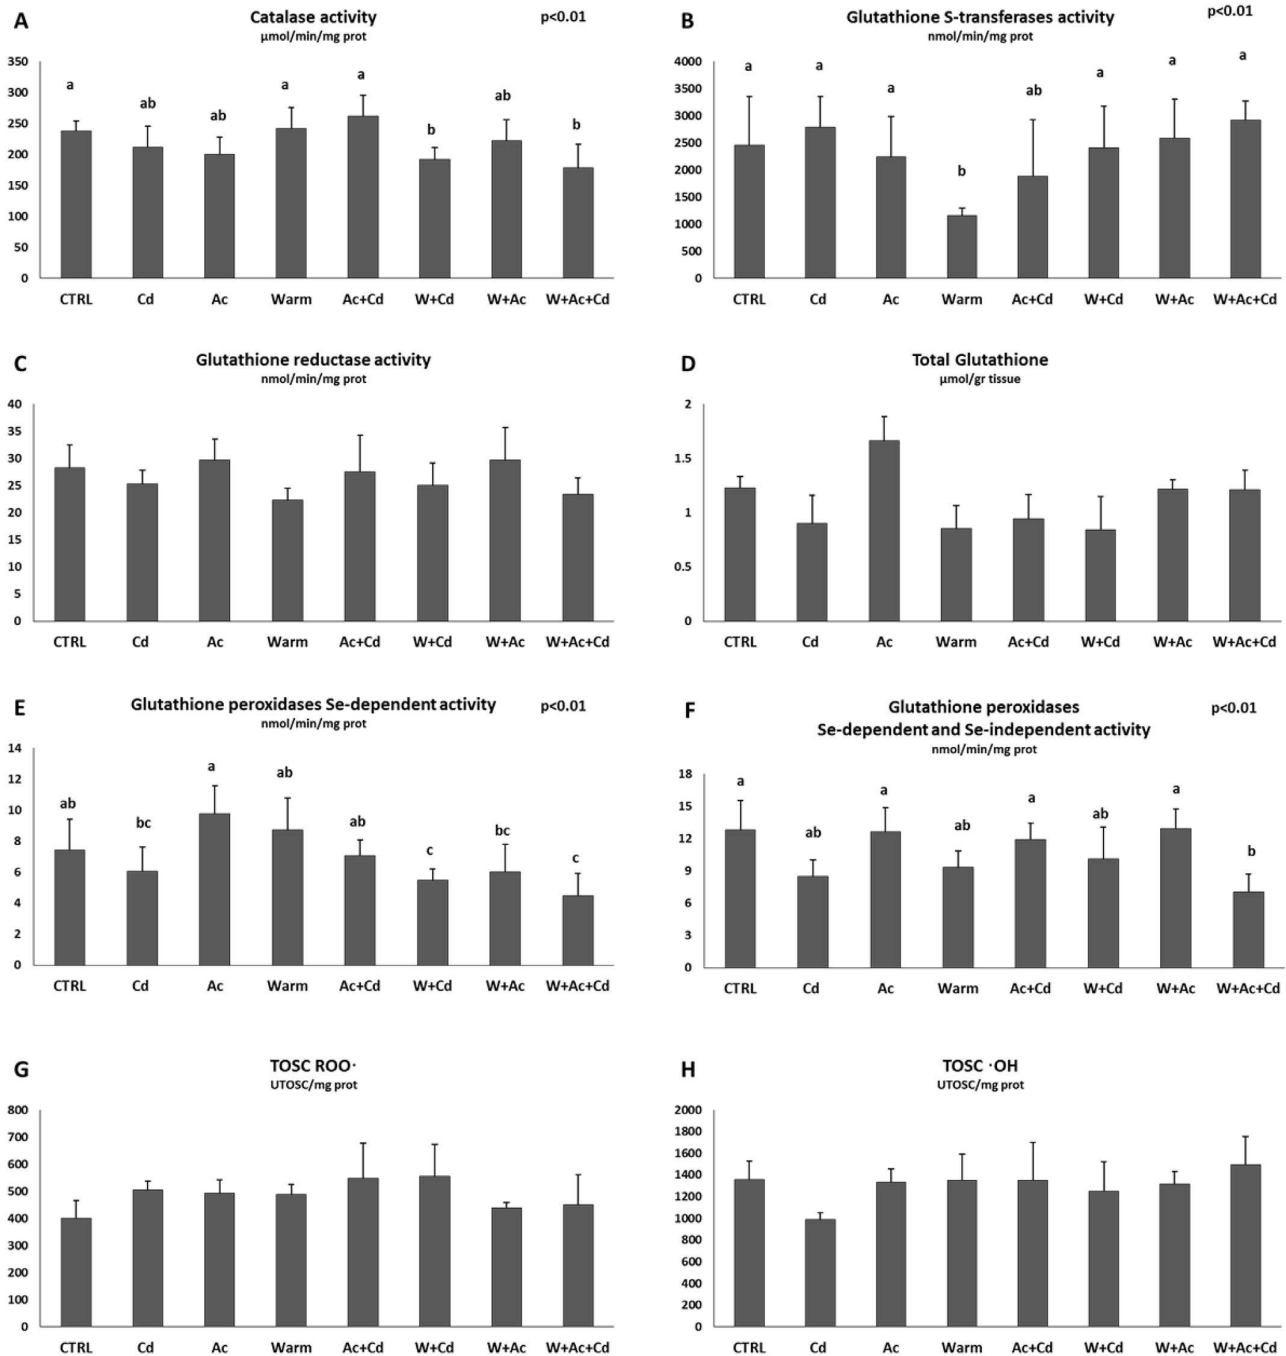 A
Catalase activity
p<0.01
µmol/min/mg prot
350
300
250
200
150
100
50
0
a
ab
ab
a
a
b
ab
b
CTRL Cd Ac Warm Ac+Cd W+Cd W+Ac W+Ac+Cd
B
Glutathione S-transferases activity
p<0.01
nmol/min/mg prot
4000
3500
3000
2500
2000
1500
1000
500
0
a
a
a
b
ab
a
a
a
CTRL Cd Ac Warm Ac+Cd W+Cd W+Ac W+Ac+Cd
C
Glutathione reductase activity
nmol/min/mg prot
40
35
30
25
20
15
10
5
0
CTRL Cd Ac Warm Ac+Cd W+Cd W+Ac W+Ac+Cd
D
Total Glutathione
µmol/gr tissue
2
1.5
1
0.5
0
CTRL Cd Ac Warm Ac+Cd W+Cd W+Ac W+Ac+Cd
E
Glutathione peroxidases Se-dependent activity
p<0.01
nmol/min/mg prot
14
12
10
8
6
4
2
0
ab
bc
a
ab
ab
c
bc
c
CTRL Cd Ac Warm Ac+Cd W+Cd W+Ac W+Ac+Cd
F
Glutathione peroxidases
p<0.01
Se-dependent and Se-independent activity
nmol/min/mg prot
18
15
12
9
6
3
0
a
ab
a
ab
a
ab
a
b
CTRL Cd Ac Warm Ac+Cd W+Cd W+Ac W+Ac+Cd
G
TOSC ROO·
UTOSC/mg prot
800
700
600
500
400
300
200
100
0
CTRL Cd Ac Warm Ac+Cd W+Cd W+Ac W+Ac+Cd
H
TOSC ·OH
UTOSC/mg prot
2000
1800
1600
1400
1200
1000
800
600
400
200
0
CTRL Cd Ac Warm Ac+Cd W+Cd W+Ac W+Ac+Cd